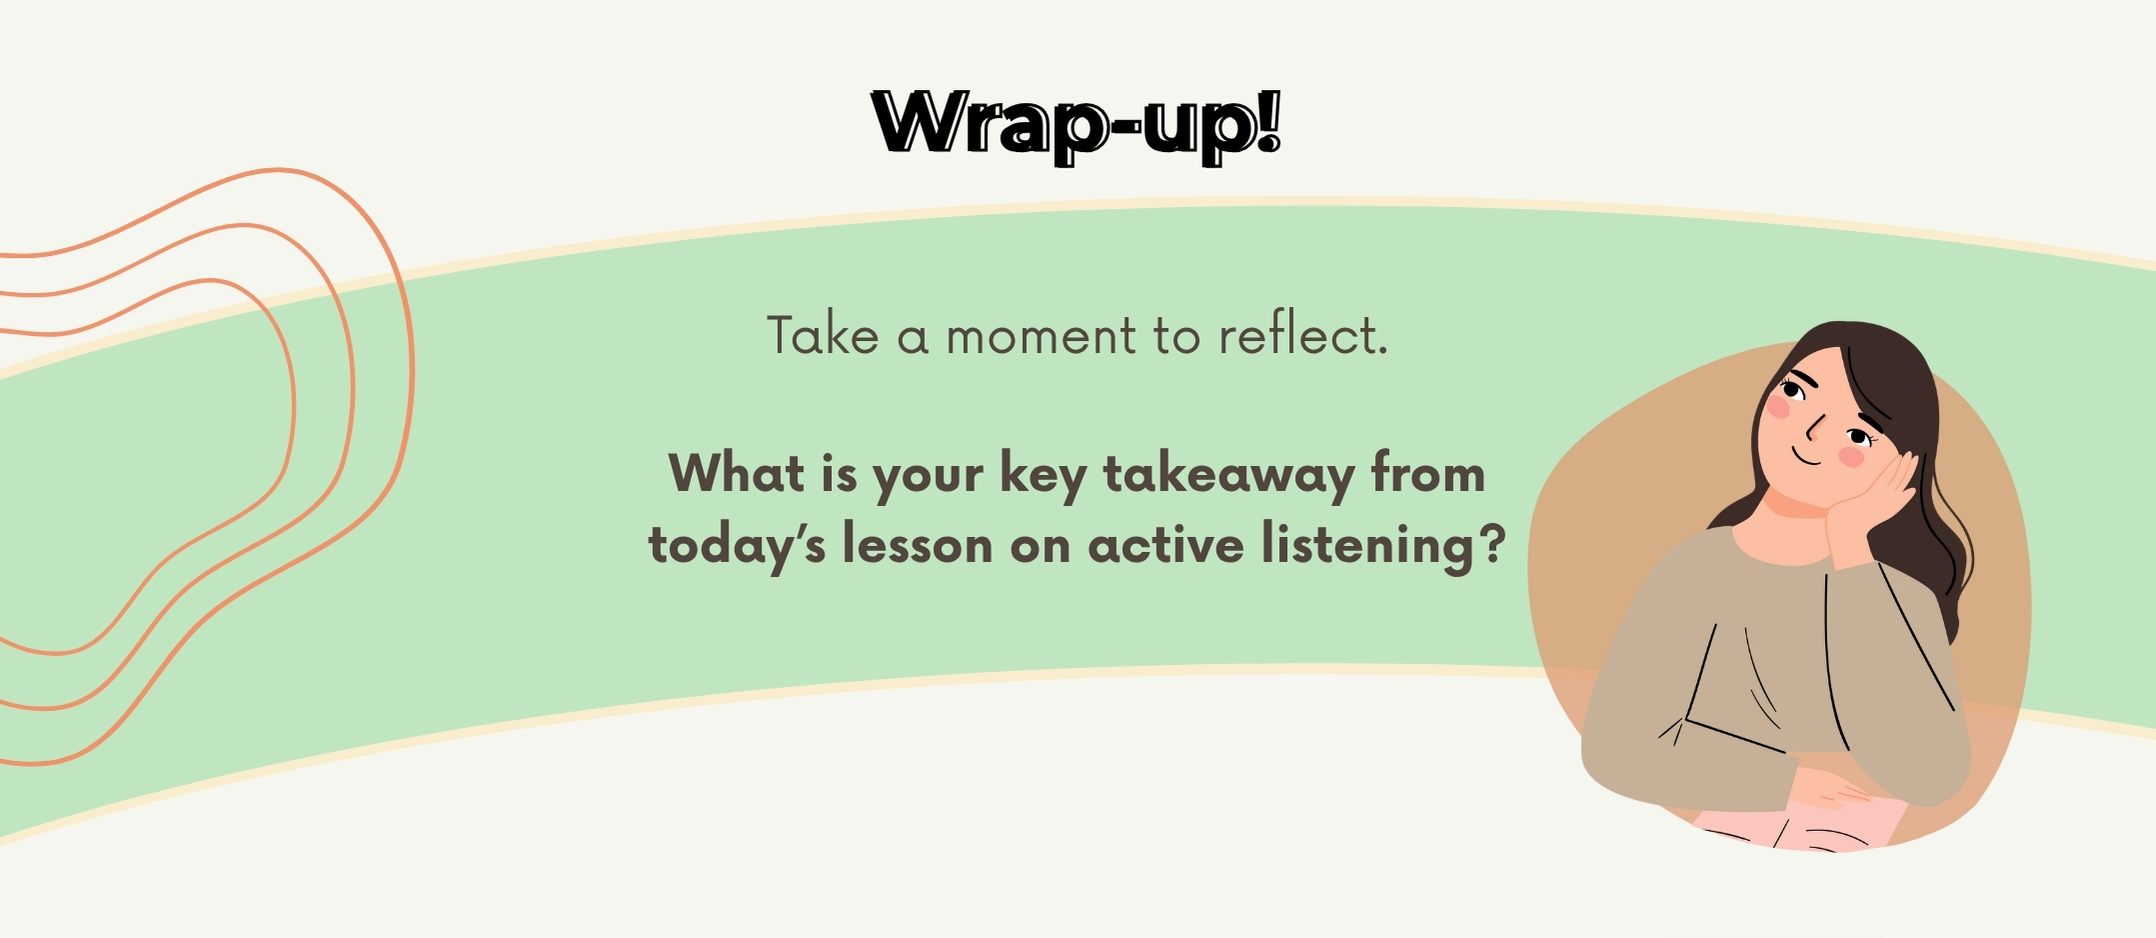 Wrap-up!
Take a moment to reflect.
What is your key takeaway from
today’s lesson on active listening?